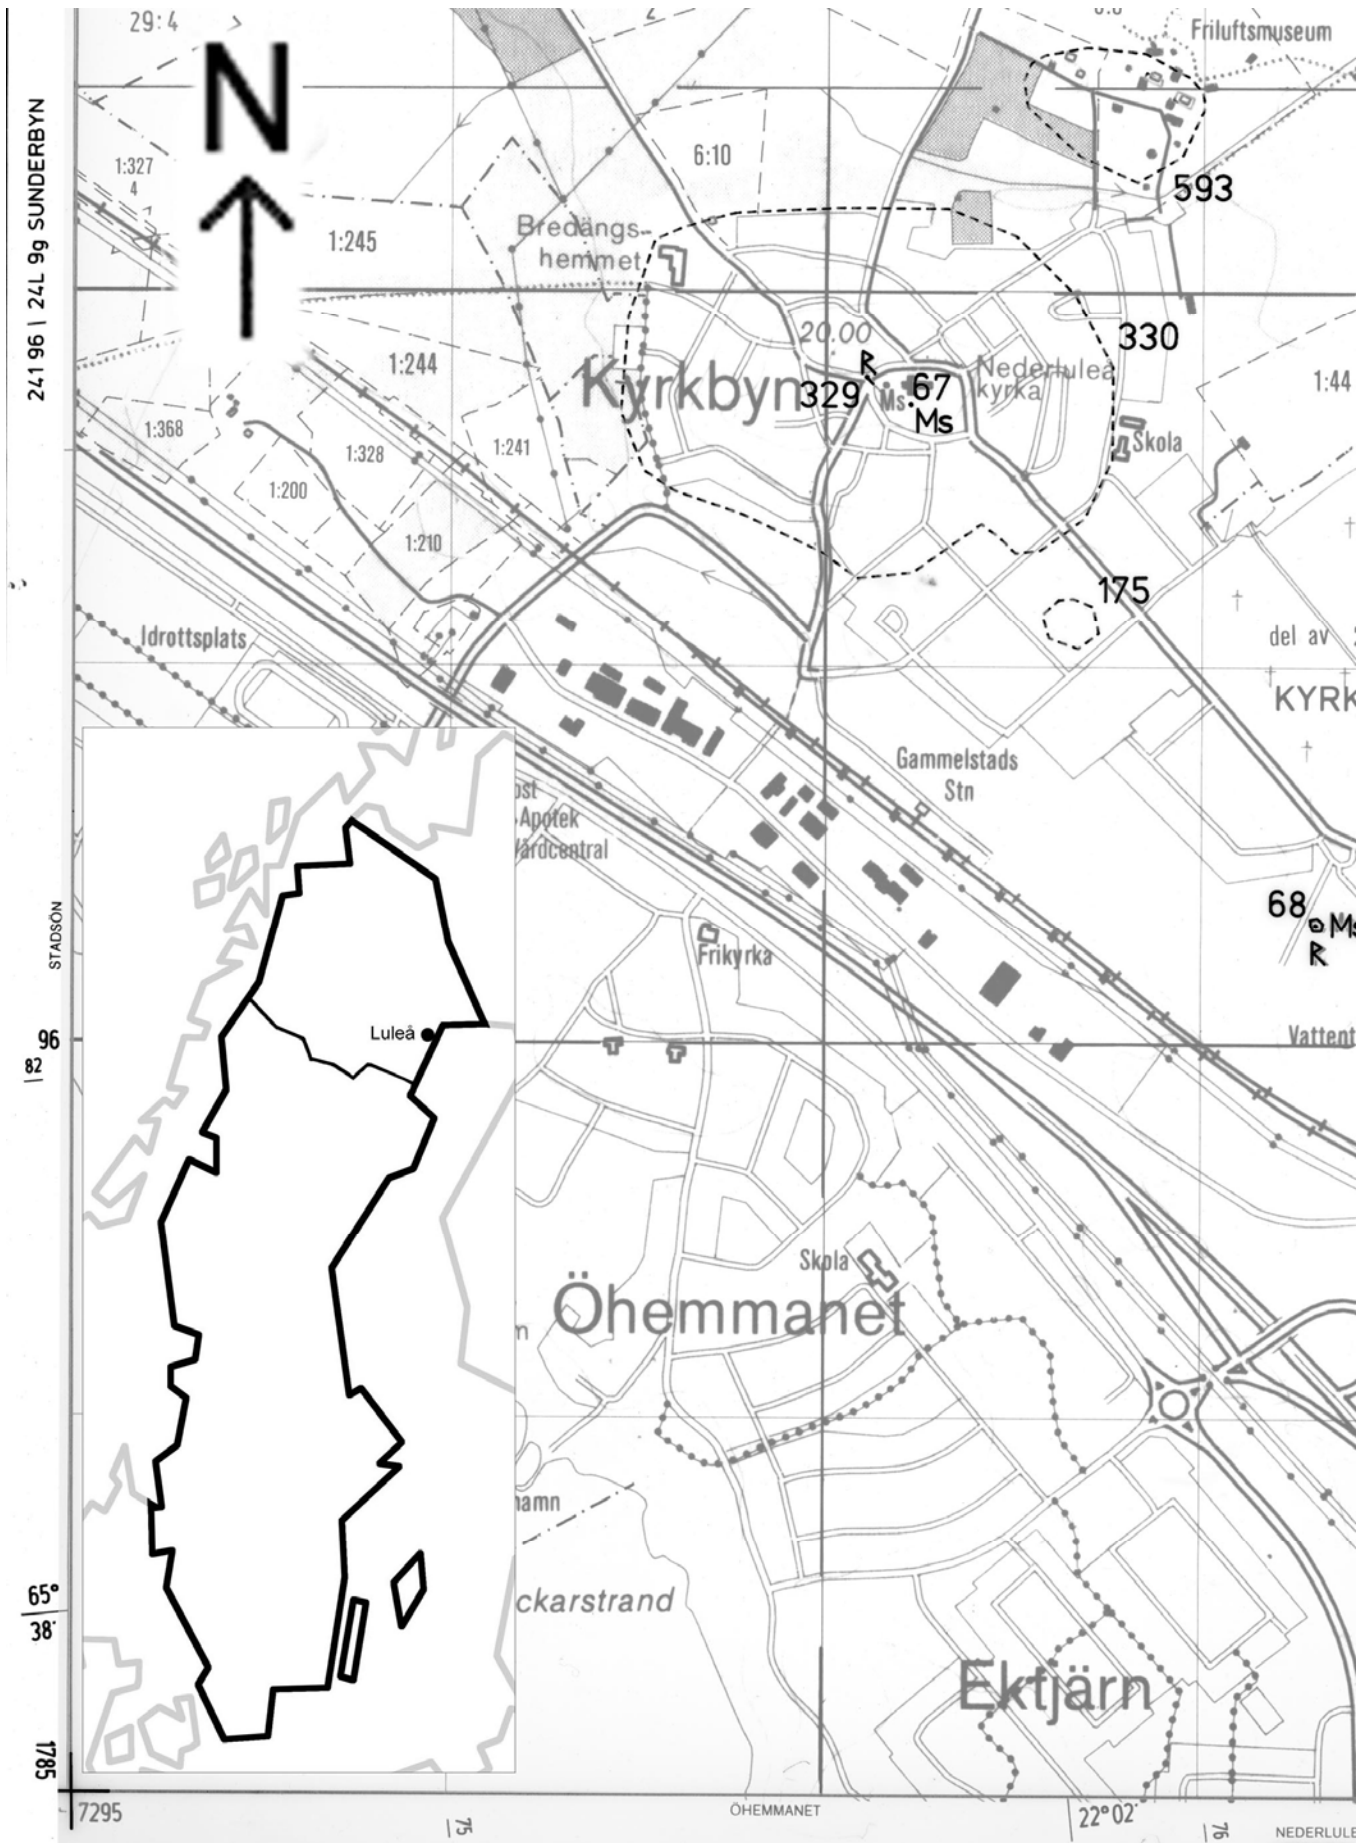 29:4
Friluftsmuseum
24196 | 24L 9g SUNDERBYN
N
1:327
4
6:10
593
1:245
Bredängs-
hemmet
330
20.00
1:244
R
Nederluleå
kyrka
Kyrkbyn
329
67
Ms
Ms
1:44
1:368
1:328
1:241
Skola
1:200
1:210
175
Idrottsplats
del av
KYRK
Gammelstads
Stn
Apotek
68
Ms
R
STADSÖN
Frikyrka
Luleå
96
82
Vattent
Skola
Öhemmanet
65°
38'
ckarstrand
Ektjärn
1785
7295
ÖHEMMANET
22°02'
75
76
NEDERLULE